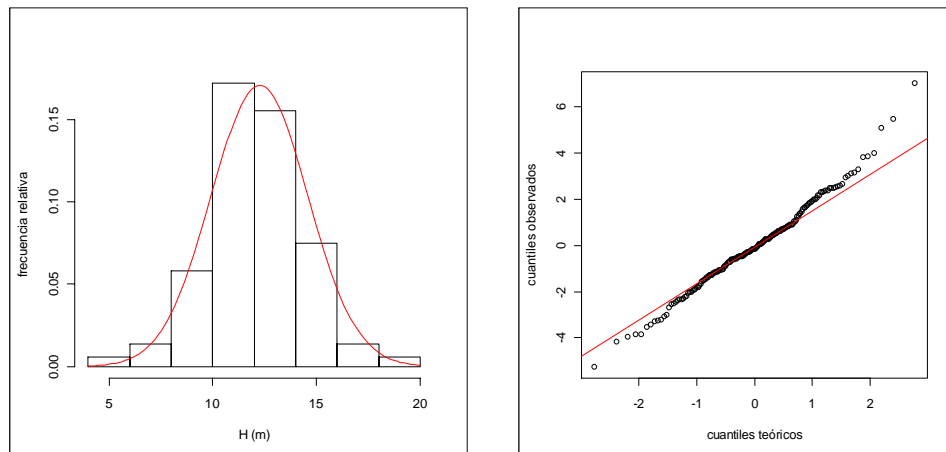 frecuencia relativa
0.15
0.10
0.05
0.00
5 10 15 20
H (m)
cuantiles observados
6
4
2
0
-2
-4
-2 -1 0 1 2
cuantiles teóricos